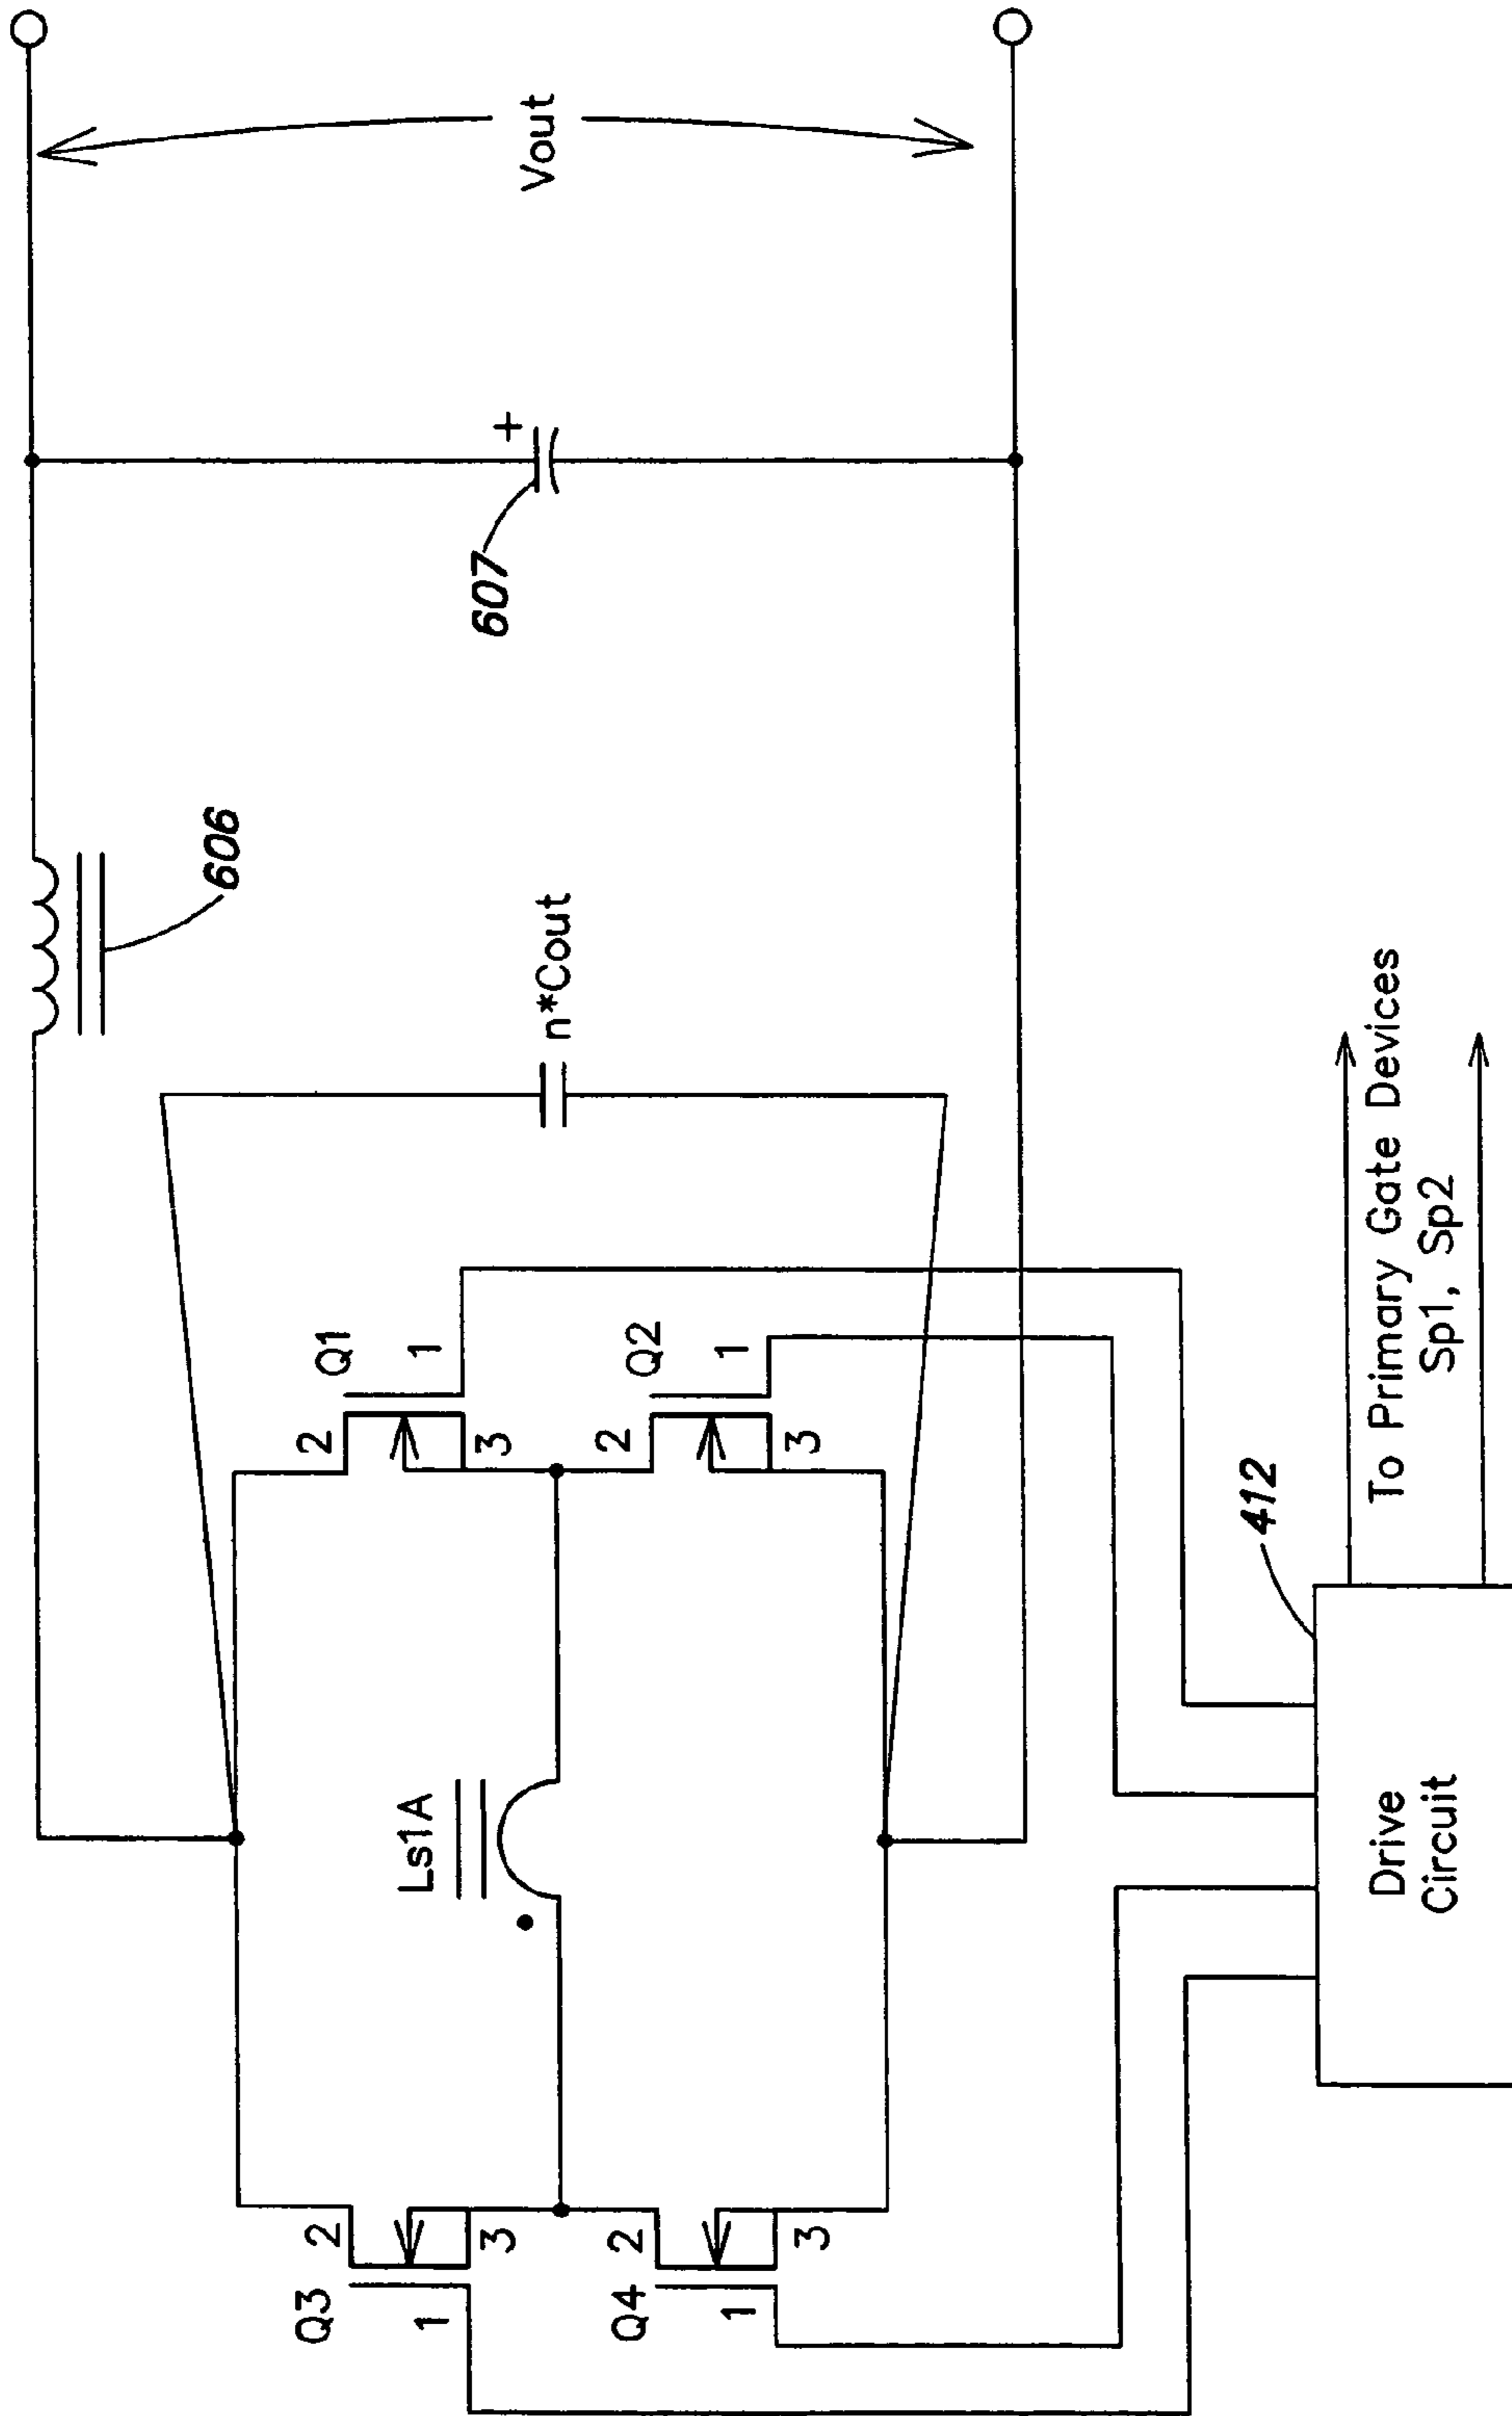 606
Q3
2
2
Q1
Ls1A
1
1
3
3
607
+
Vout
n*Cout
Q4
2
2
Q2
1
1
3
3
412
Drive
Circuit
To Primary Gate Devices
Sp1, Sp2